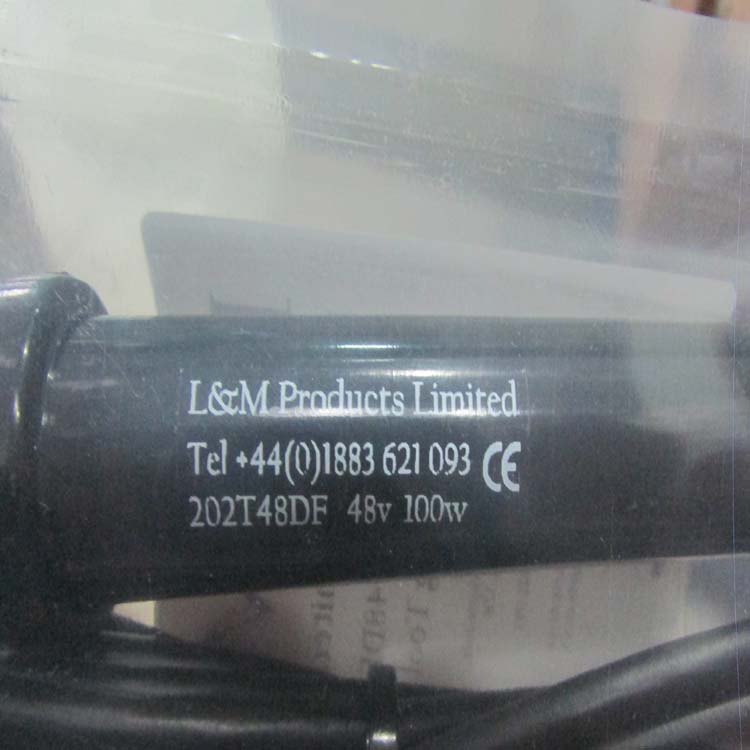 L&M Products Limited
Tel +44(0)1883 621 093 CE
202T48DF 48v 100w